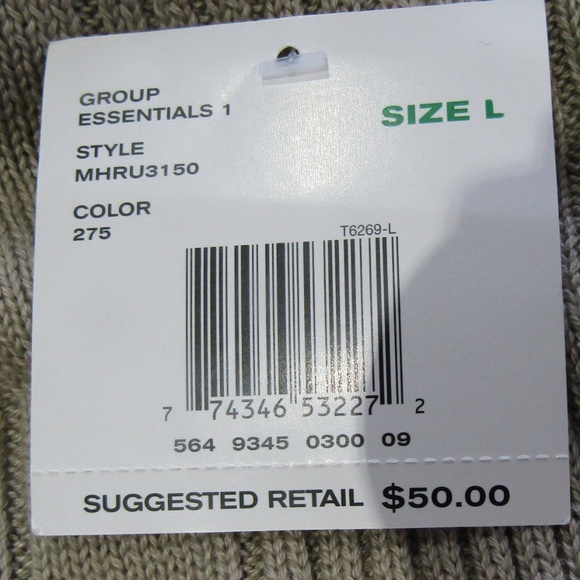 GROUP
ESSENTIALS 1
SIZE L
STYLE
MHRU3150
COLOR
275
T6269-L
7 74346 53227 2
564 9345 0300 09
SUGGESTED RETAIL $50.00